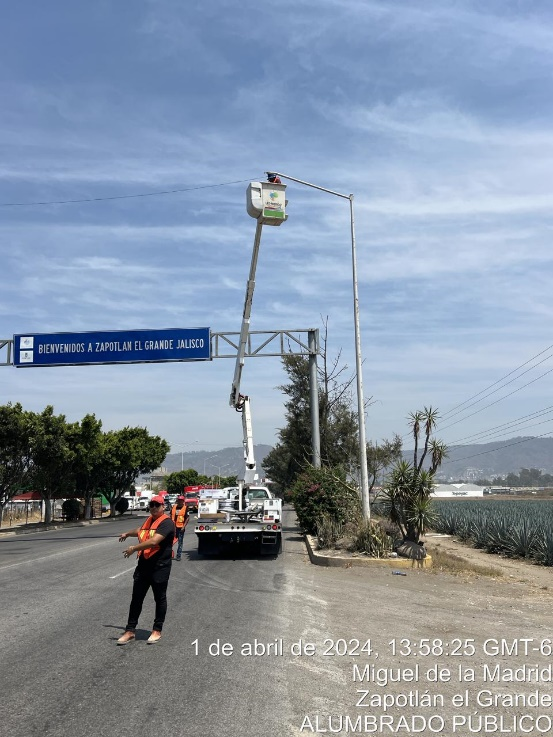 BIENVENIDOS A ZAPOTLAN EL GRANDE JALISCO
1 de abril de 2024, 13:58:25 GMT-6
Miguel de la Madrid
Zapotlán el Grande
ALUMBRADO PÚBLICO